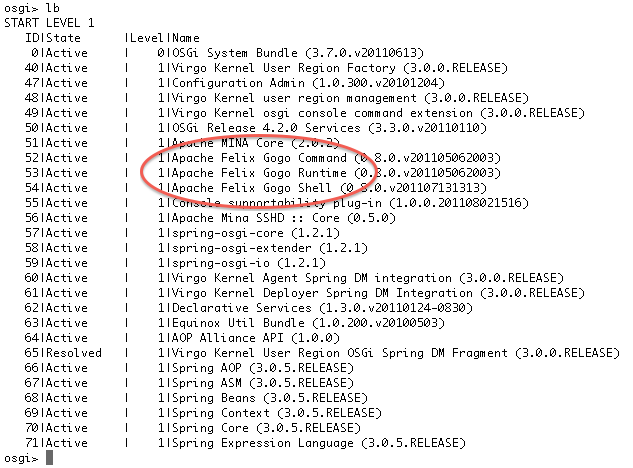 osgi> lb
START LEVEL 1
ID|State |Level|Name
0|Active | 0|OSGi System Bundle (3.7.0.v20110613)
40|Active | 1|Virgo Kernel User Region Factory (3.0.0.RELEASE)
47|Active | 1|Configuration Admin (1.0.300.v20101204)
48|Active | 1|Virgo Kernel user region management (3.0.0.RELEASE)
49|Active | 1|Virgo Kernel osgi console command extension (3.0.0.RELEASE)
50|Active | 1|OSGi Release 4.2.0 Services (3.3.0.v20110110)
51|Active | 1|Apache MINA Core (2.0.2)
52|Active | 1|Apache Felix Gogo Command (0.8.0.v201105062003)
53|Active | 1|Apache Felix Gogo Runtime (0.8.0.v201105062003)
54|Active | 1|Apache Felix Gogo Shell (0.8.0.v201107131313)
55|Active | 1|Console supportability plug-in (1.0.0.201108021516)
56|Active | 1|Apache Mina SSHD :: Core (0.5.0)
57|Active | 1|spring-osgi-core (1.2.1)
58|Active | 1|spring-osgi-extender (1.2.1)
59|Active | 1|spring-osgi-io (1.2.1)
60|Active | 1|Virgo Kernel Agent Spring DM integration (3.0.0.RELEASE)
61|Active | 1|Virgo Kernel Deployer Spring DM Integration (3.0.0.RELEASE)
62|Active | 1|Declarative Services (1.3.0.v20110124-0830)
63|Active | 1|Equinox Util Bundle (1.0.200.v20100503)
64|Active | 1|AOP Alliance API (1.0.0)
65|Resolved | 1|Virgo Kernel User Region OSGi Spring DM Fragment (3.0.0.RELEASE)
66|Active | 1|Spring AOP (3.0.5.RELEASE)
67|Active | 1|Spring ASM (3.0.5.RELEASE)
68|Active | 1|Spring Beans (3.0.5.RELEASE)
69|Active | 1|Spring Context (3.0.5.RELEASE)
70|Active | 1|Spring Core (3.0.5.RELEASE)
71|Active | 1|Spring Expression Language (3.0.5.RELEASE)
osgi>